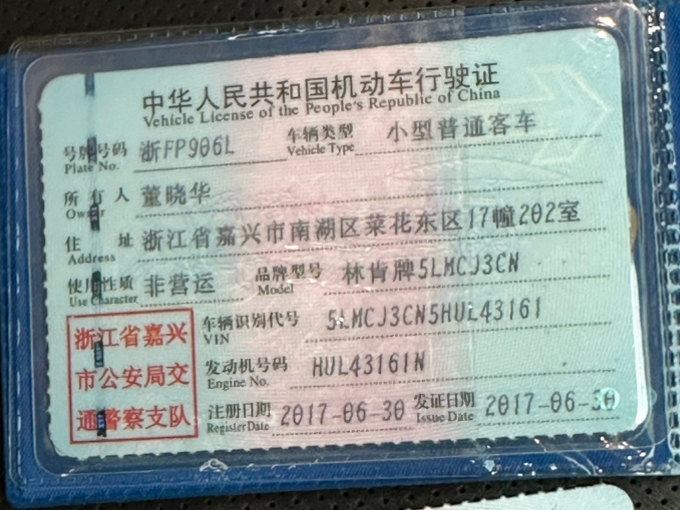 中华人民共和国机动车行驶证
Vehicle License of the People's Republic of China
号牌号码 浙FP906L 车辆类型 小型普通客车
Plate No. Vehicle Type
所有人 董晓华
Owner
住址 浙江省嘉兴市南湖区菜花东区17幢202室
Address
使用性质 非营运 品牌型号 林肯牌5LMCJ3CN
Use Character Model
浙江省嘉兴 车辆识别代号 5LMCJ3CN5HUL43161
VIN
市公安局交 发动机号码 HUL43161N
Engine No.
通警察支队 注册日期 2017-06-30 发证日期 2017-06-30
Register Date Issue Date